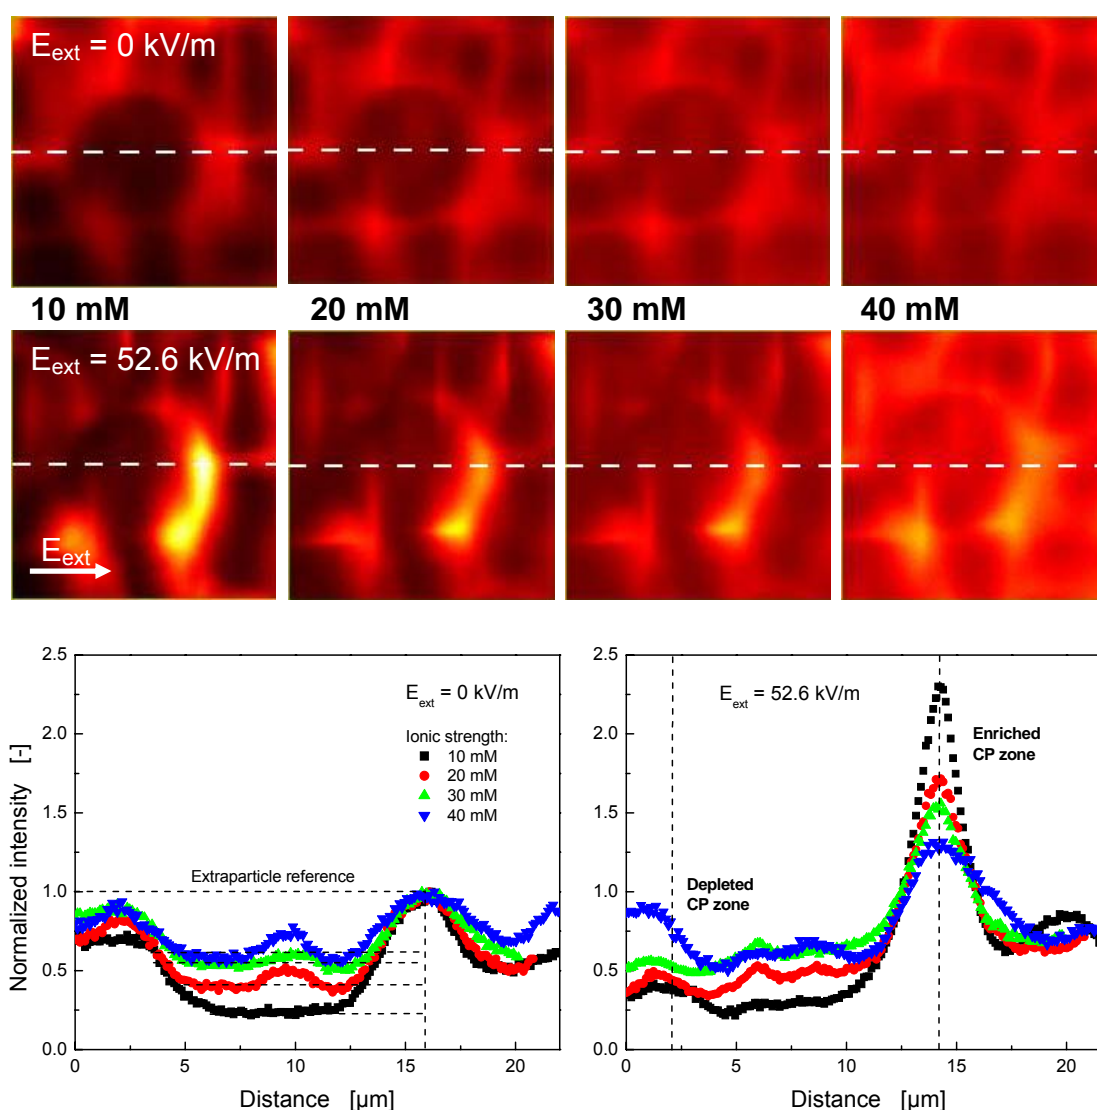 E_ext = 0 kV/m
10 mM
20 mM
30 mM
40 mM
E_ext = 52.6 kV/m
E_ext
Normalized intensity [-]
2.5
2.0
1.5
1.0
0.5
0.0
E_ext = 0 kV/m
Ionic strength:
10 mM
20 mM
30 mM
40 mM
Extraparticle reference
0 5 10 15 20
Distance [µm]
2.5
2.0
1.5
1.0
0.5
0.0
E_ext = 52.6 kV/m
Enriched
CP zone
Depleted
CP zone
0 5 10 15 20
Distance [µm]